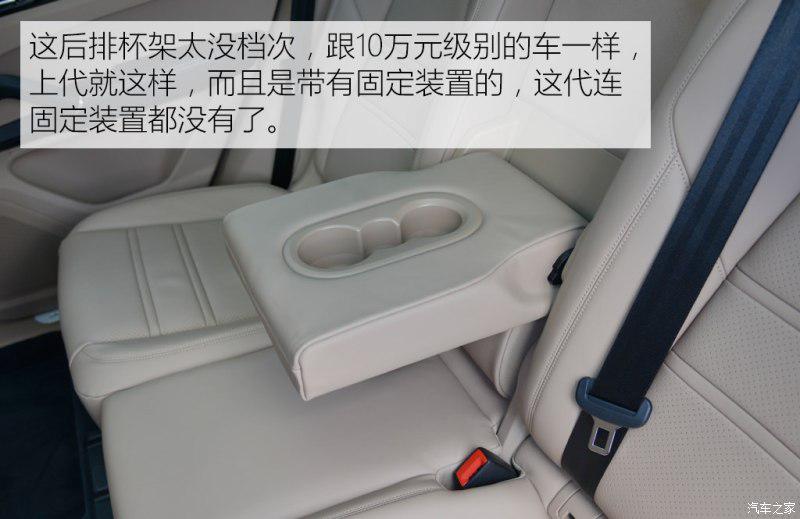 这后排杯架太没档次，跟10万元级别的车一样，
上代就这样，而且是带有固定装置的，这代连
固定装置都没有了。
汽车之家